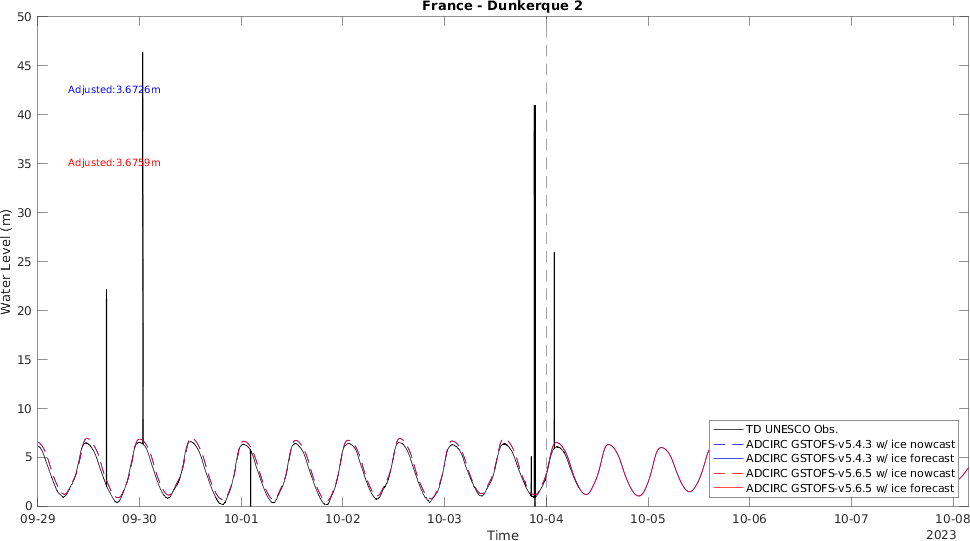 France - Dunkerque 2
50
45
40
35
30
25
20
15
10
5
0
Water Level (m)
Adjusted:3.6726m
Adjusted:3.6759m
TD UNESCO Obs.
ADCIRC GSTOFS-v5.4.3 w/ ice nowcast
ADCIRC GSTOFS-v5.4.3 w/ ice forecast
ADCIRC GSTOFS-v5.6.5 w/ ice nowcast
ADCIRC GSTOFS-v5.6.5 w/ ice forecast
09-29 09-30 10-01 10-02 10-03 10-04 10-05 10-06 10-07 10-08
Time
2023